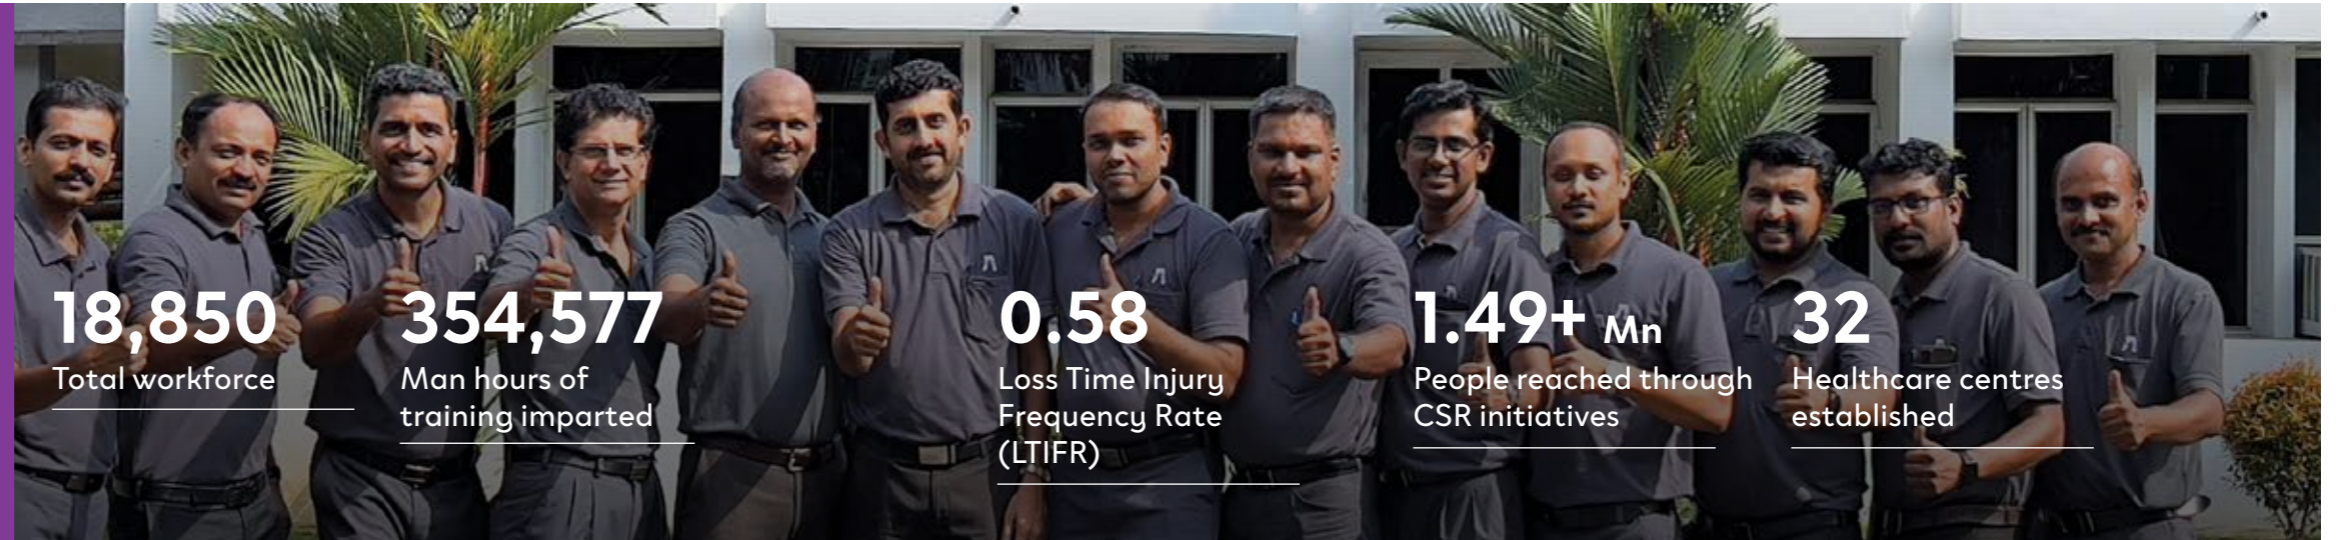 18,850
Total workforce
354,577
Man hours of
training imparted
0.58
Loss Time Injury
Frequency Rate
(LTIFR)
1.49+ Mn
People reached through
CSR initiatives
32
Healthcare centres
established